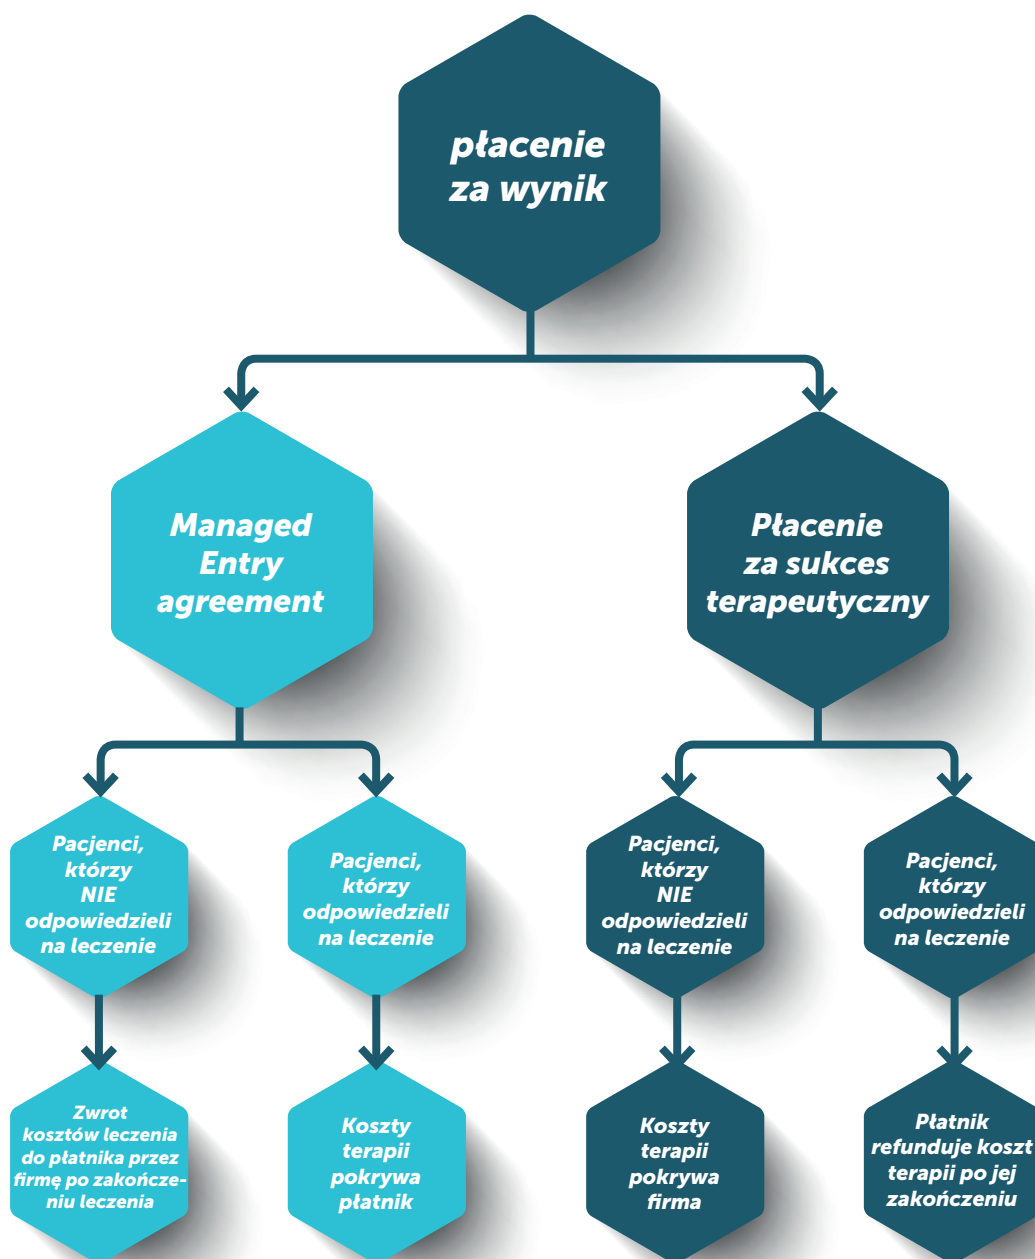 płacenie
za wynik
Managed
Entry
agreement
Płacenie
za sukces
terapeutyczny
Pacjenci,
którzy
NIE
odpowiedzieli
na leczenie
Pacjenci,
którzy
odpowiedzieli
na leczenie
Pacjenci,
którzy
NIE
odpowiedzieli
na leczenie
Pacjenci,
którzy
odpowiedzieli
na leczenie
Zwrot
kosztów leczenia
do płatnika przez
firmę po zakończe-
niu leczenia
Koszty
terapii
pokrywa
płatnik
Koszty
terapii
pokrywa
firma
Płatnik
refunduje koszt
terapii po jej
zakończeniu